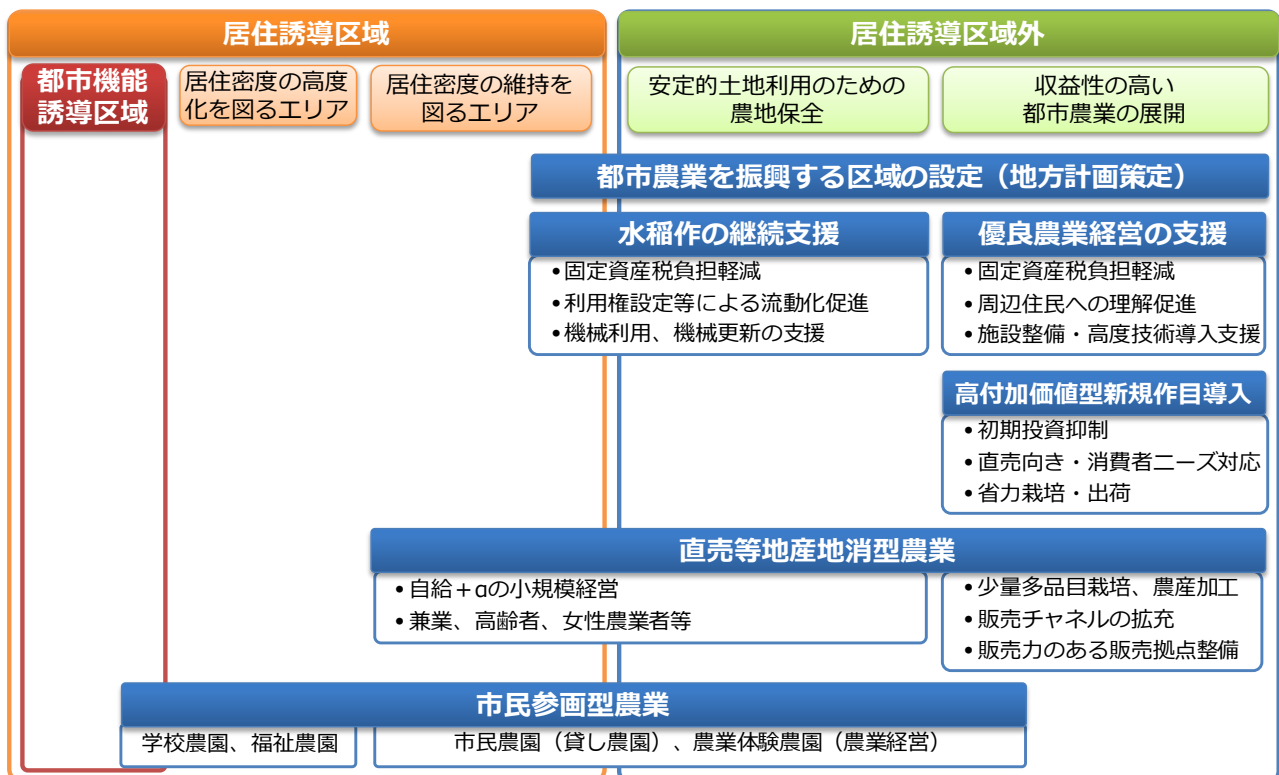 居住誘導区域
居住誘導区域外
都市機能
誘導区域
居住密度の高度
化を図るエリア
居住密度の維持を
図るエリア
安定的土地利用のための
農地保全
収益性の高い
都市農業の展開
都市農業を振興する区域の設定（地方計画策定）
水稲作の継続支援
•固定資産税負担軽減
•利用権設定等による流動化促進
•機械利用、機械更新の支援
優良農業経営の支援
•固定資産税負担軽減
•周辺住民への理解促進
•施設整備・高度技術導入支援
高付加価値型新規作目導入
•初期投資抑制
•直売向き・消費者ニーズ対応
•省力栽培・出荷
直売等地産地消型農業
•自給＋αの小規模経営
•兼業、高齢者、女性農業者等
•少量多品目栽培、農産加工
•販売チャネルの拡充
•販売力のある販売拠点整備
市民参画型農業
学校農園、福祉農園
市民農園（貸し農園）、農業体験農園（農業経営）